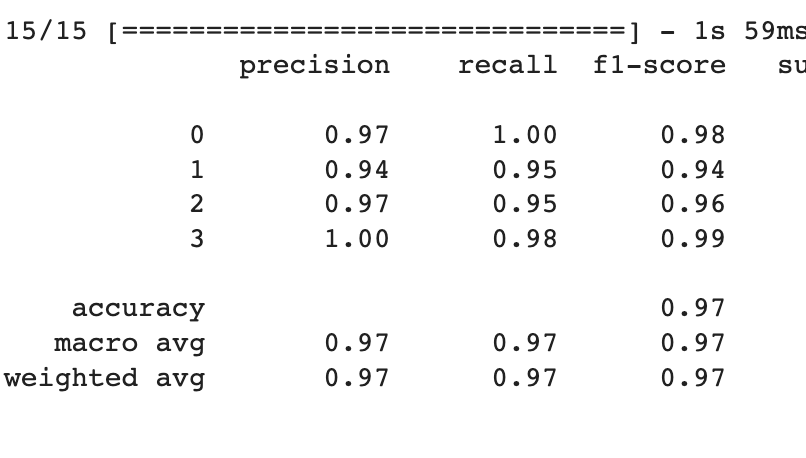 15/15 [==============================] - 1s 59ms
precision recall f1-score su
0 0.97 1.00 0.98
1 0.94 0.95 0.94
2 0.97 0.95 0.96
3 1.00 0.98 0.99
accuracy 0.97
macro avg 0.97 0.97 0.97
weighted avg 0.97 0.97 0.97